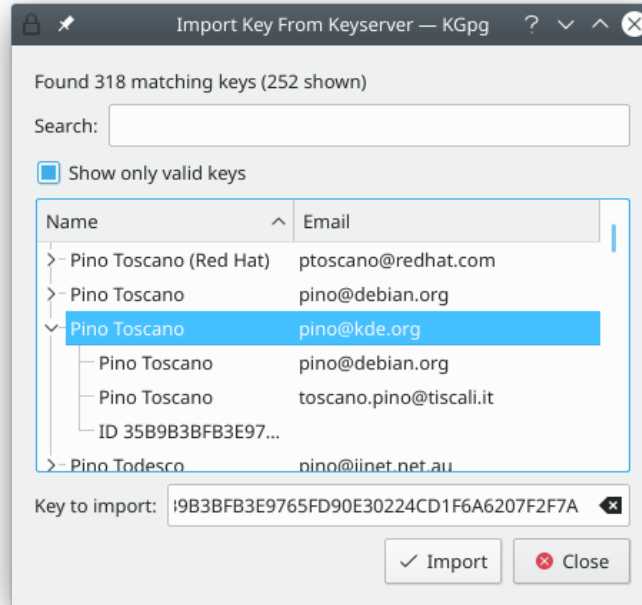 Import Key From Keyserver — KGpg
Found 318 matching keys (252 shown)
Search:
Show only valid keys
Name Email
Pino Toscano (Red Hat) ptoscano@redhat.com
Pino Toscano pino@debian.org
Pino Toscano pino@kde.org
Pino Toscano pino@debian.org
Pino Toscano toscano.pino@tiscali.it
ID 35B9B3BFB3E97...
Pino Todesco pino@iinet.net.au
Key to import: 39B3BFB3E9765FD90E30224CD1F6A6207F2F7A
Import Close